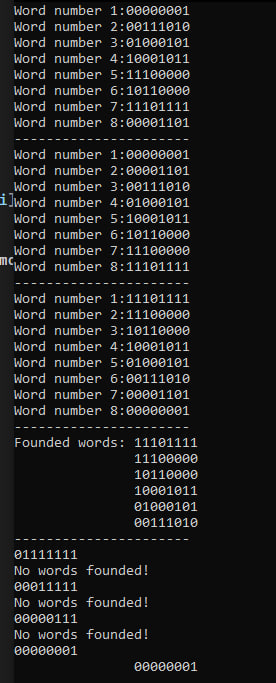 Word number 1:00000001
Word number 2:00111010
Word number 3:01000101
Word number 4:10001011
Word number 5:11100000
Word number 6:10110000
Word number 7:11101111
Word number 8:00001101
----------------------
Word number 1:00000001
Word number 2:00001101
Word number 3:00111010
Word number 4:01000101
Word number 5:10001011
Word number 6:10110000
Word number 7:11100000
Word number 8:11101111
----------------------
Word number 1:11101111
Word number 2:11100000
Word number 3:10110000
Word number 4:10001011
Word number 5:01000101
Word number 6:00111010
Word number 7:00001101
Word number 8:00000001
----------------------
Founded words: 11101111
11100000
10110000
10001011
01000101
00111010
----------------------
01111111
No words founded!
00011111
No words founded!
00000111
No words founded!
00000001
00000001